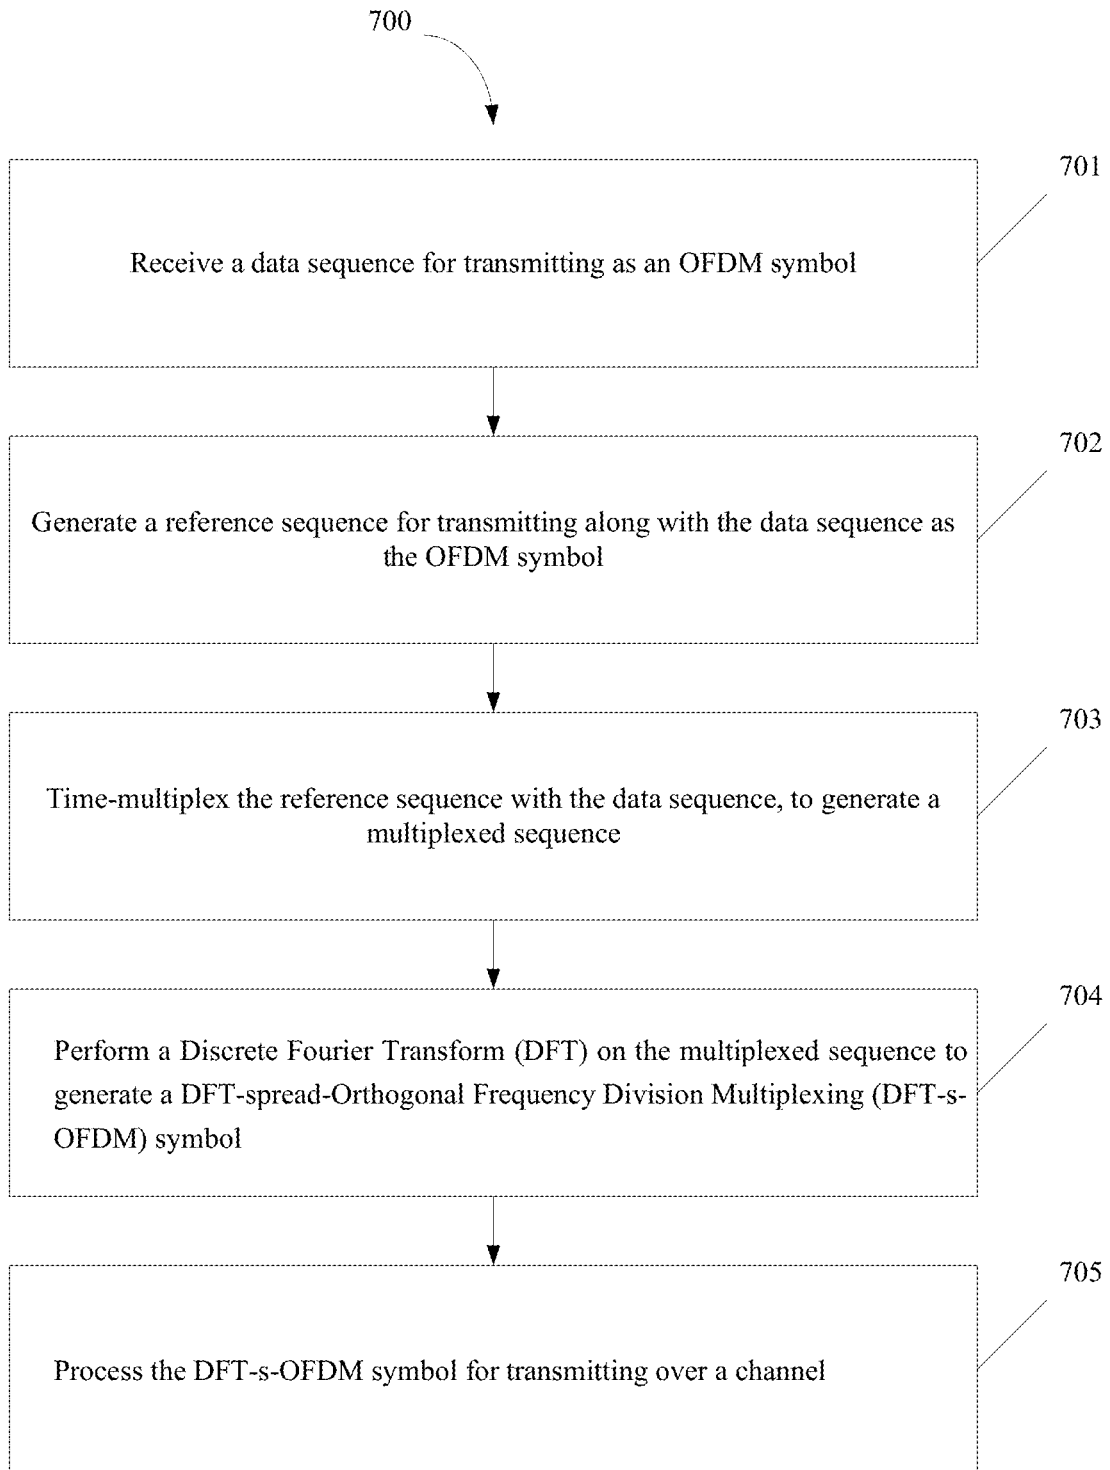 700
701
Receive a data sequence for transmitting as an OFDM symbol
702
Generate a reference sequence for transmitting along with the data sequence as
the OFDM symbol
703
Time-multiplex the reference sequence with the data sequence, to generate a
multiplexed sequence
704
Perform a Discrete Fourier Transform (DFT) on the multiplexed sequence to
generate a DFT-spread-Orthogonal Frequency Division Multiplexing (DFT-s-
OFDM) symbol
705
Process the DFT-s-OFDM symbol for transmitting over a channel